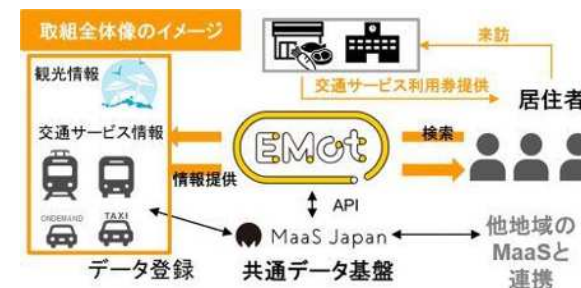 取組全体像のイメージ
観光情報
交通サービス情報
ONDEMAND
TAXI
データ登録
来訪
交通サービス利用券提供
居住者
EMot
検索
情報提供
API
MaaS Japan
共通データ基盤
他地域の
MaaSと
連携